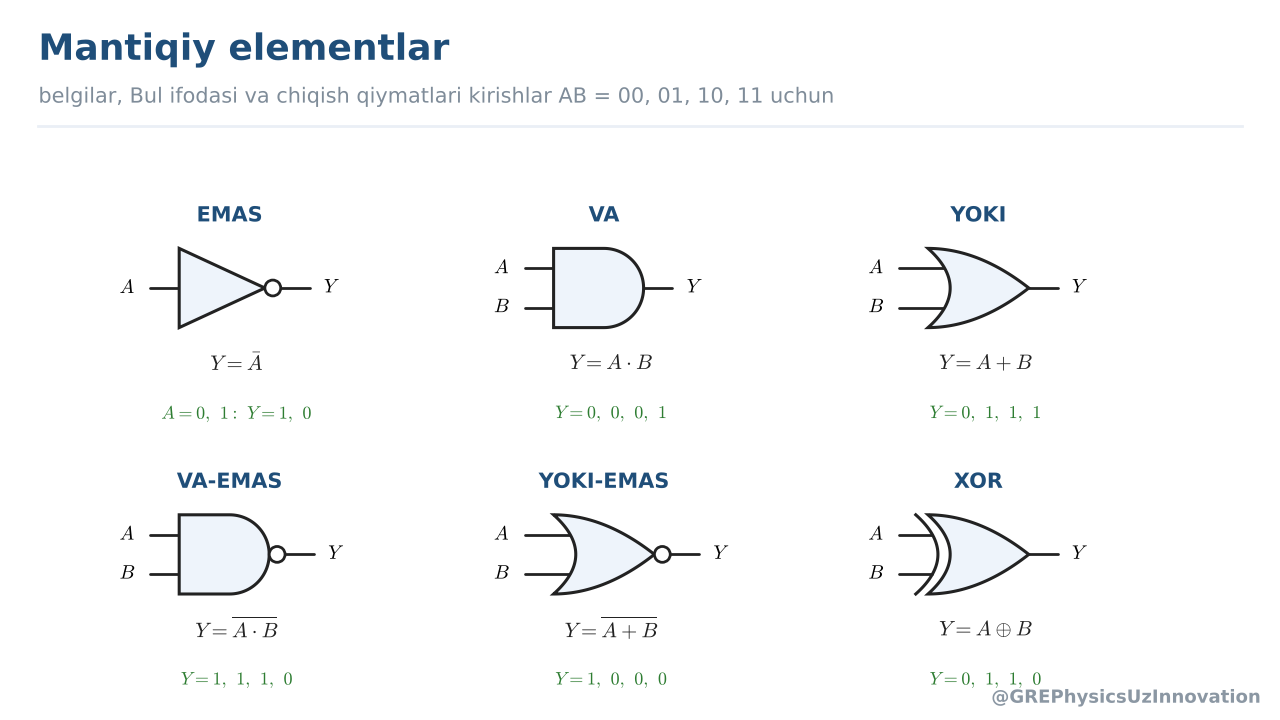 Mantiqiy elementlar
belgilar, Bul ifodasi va chiqish qiymatlari kirishlar AB = 00, 01, 10, 11 uchun
EMAS
A
Y
Y = Ā
A = 0, 1 : Y = 1, 0
VA
A
B
Y
Y = A · B
Y = 0, 0, 0, 1
YOKI
A
B
Y
Y = A + B
Y = 0, 1, 1, 1
VA-EMAS
A
B
Y
Y = \overline{A · B}
Y = 1, 1, 1, 0
YOKI-EMAS
A
B
Y
Y = \overline{A + B}
Y = 1, 0, 0, 0
XOR
A
B
Y
Y = A ⊕ B
Y = 0, 1, 1, 0
@GREPhysicsUzInnovation